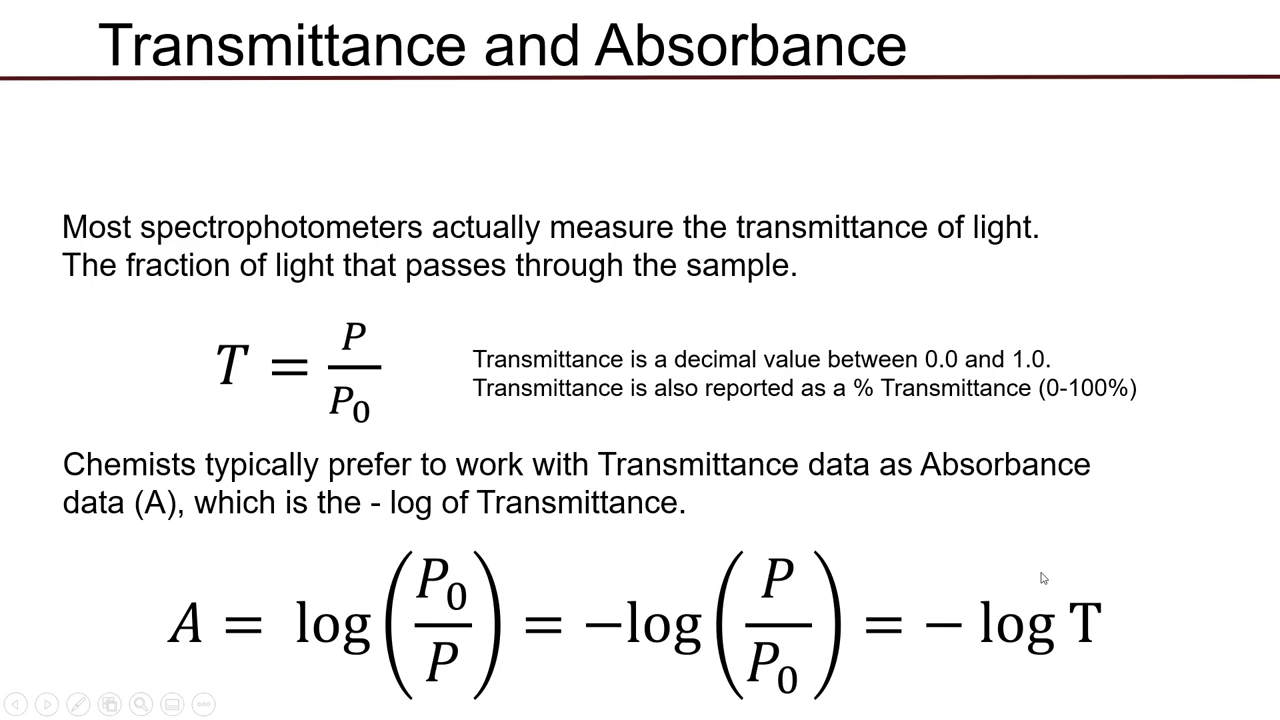 Transmittance and Absorbance
Most spectrophotometers actually measure the transmittance of light.
The fraction of light that passes through the sample.
T = P/P₀
Transmittance is a decimal value between 0.0 and 1.0.
Transmittance is also reported as a % Transmittance (0-100%)
Chemists typically prefer to work with Transmittance data as Absorbance
data (A), which is the - log of Transmittance.
A = log(P₀/P) = −log(P/P₀) = − log T